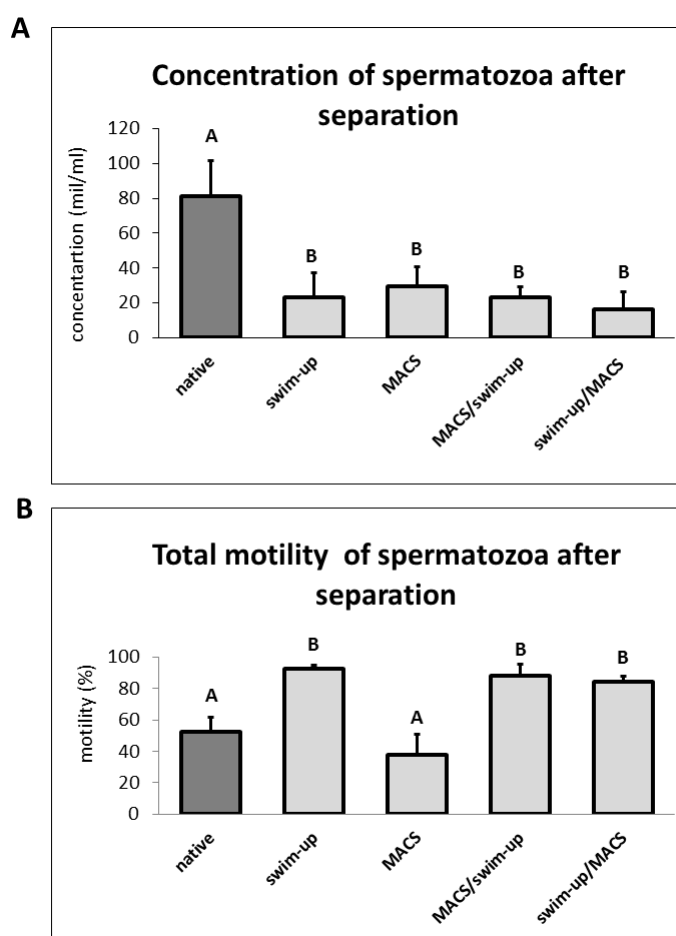 A
Concentration of spermatozoa after
separation
concentartion (mil/ml)
120
100
80
60
40
20
0
A
B
B
B
B
native
swim-up
MACS
MACS/swim-up
swim-up/MACS
B
Total motility of spermatozoa after
separation
motility (%)
100
80
60
40
20
0
A
B
A
B
B
native
swim-up
MACS
MACS/swim-up
swim-up/MACS